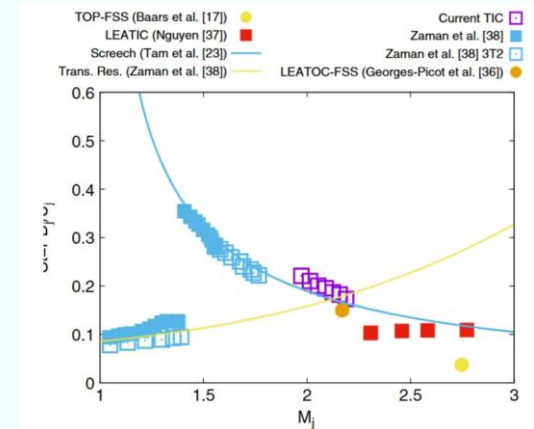 TOP-FSS (Baars et al. [17])
LEATIC (Nguyen [37])
Screech (Tam et al. [23])
Trans. Res. (Zaman et al. [38])
Current TIC
Zaman et al. [38]
Zaman et al. [38] 3T2
LEATOC-FSS (Georges-Picot et al. [36])
0.6
0.5
0.4
0.3
0.2
0.1
0
1
1.5
2
2.5
3
Mj